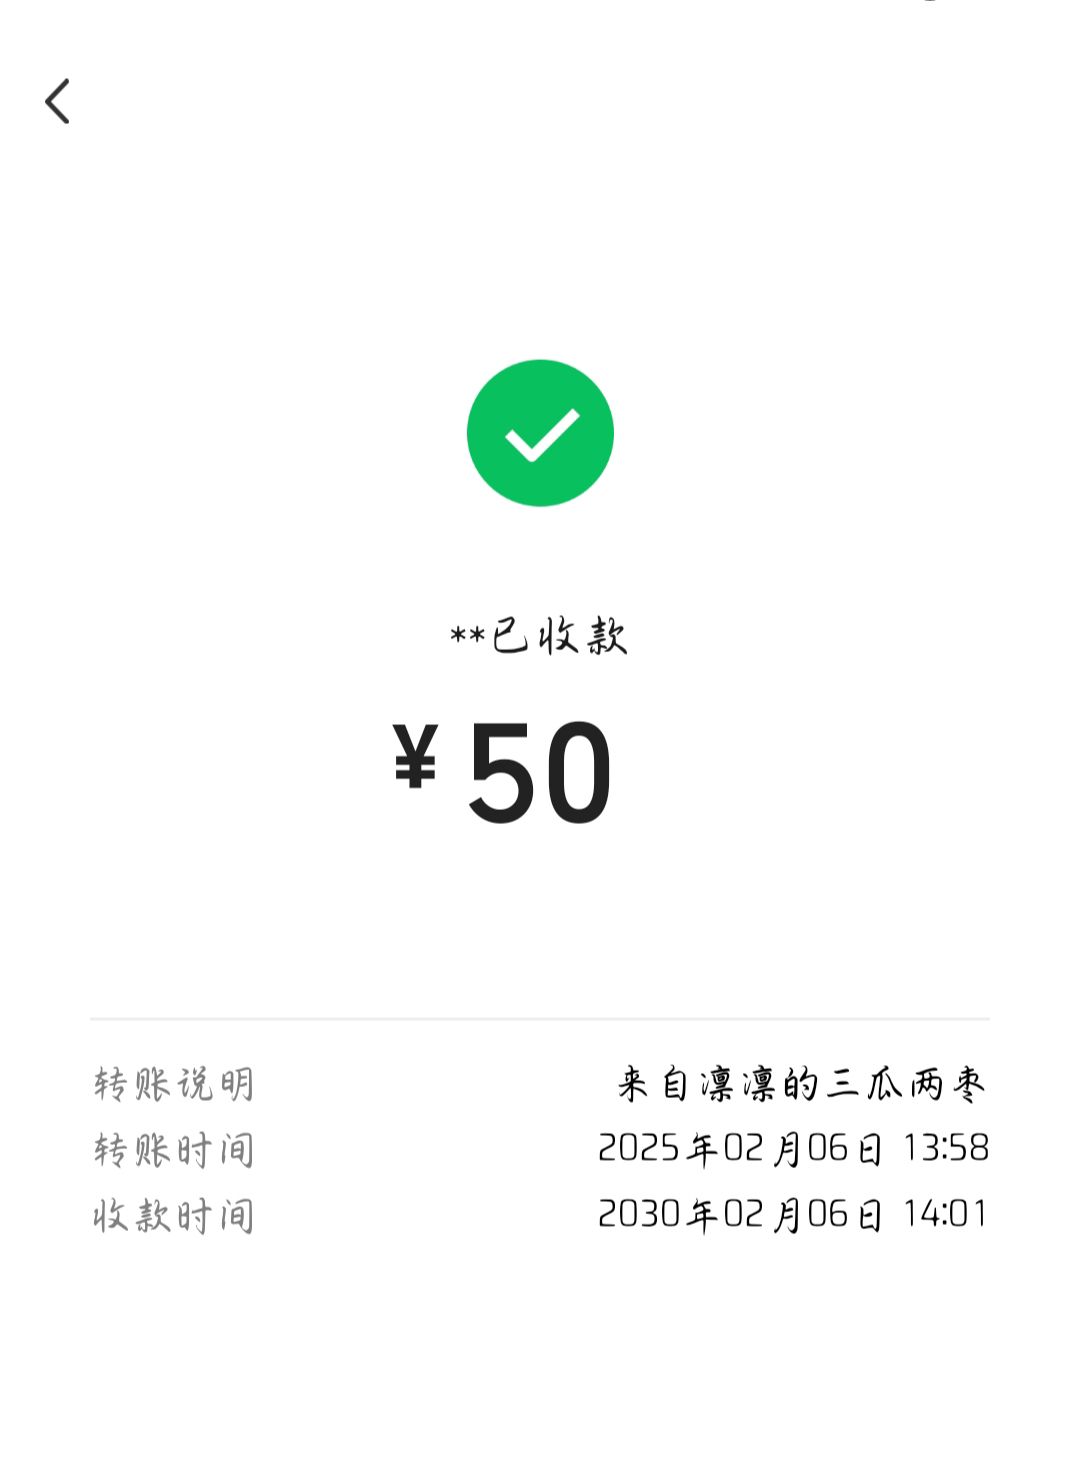 **已收款
¥50
转账说明 来自凛凛的三瓜两枣
转账时间 2025年02月06日 13:58
收款时间 2030年02月06日 14:01